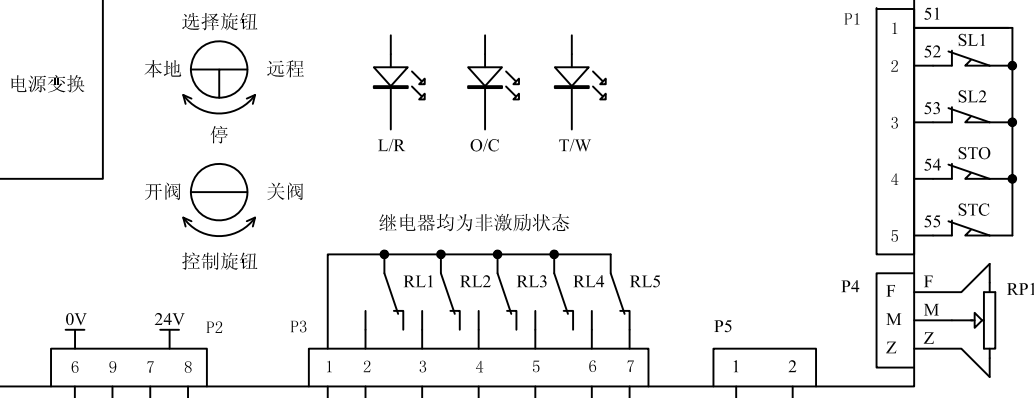 选择旋钮
本地 远程
停
开阀 关阀
控制旋钮
电源变换
L/R O/C T/W
继电器均为非激励状态
RL1 RL2 RL3 RL4 RL5
P1
1 51
2 52 SL1
3 53 SL2
4 54 STO
5 55 STC
P4
F F
M M
Z Z
RP1
0V 24V P2
6 9 7 8
P3
1 2 3 4 5 6 7
P5
1 2